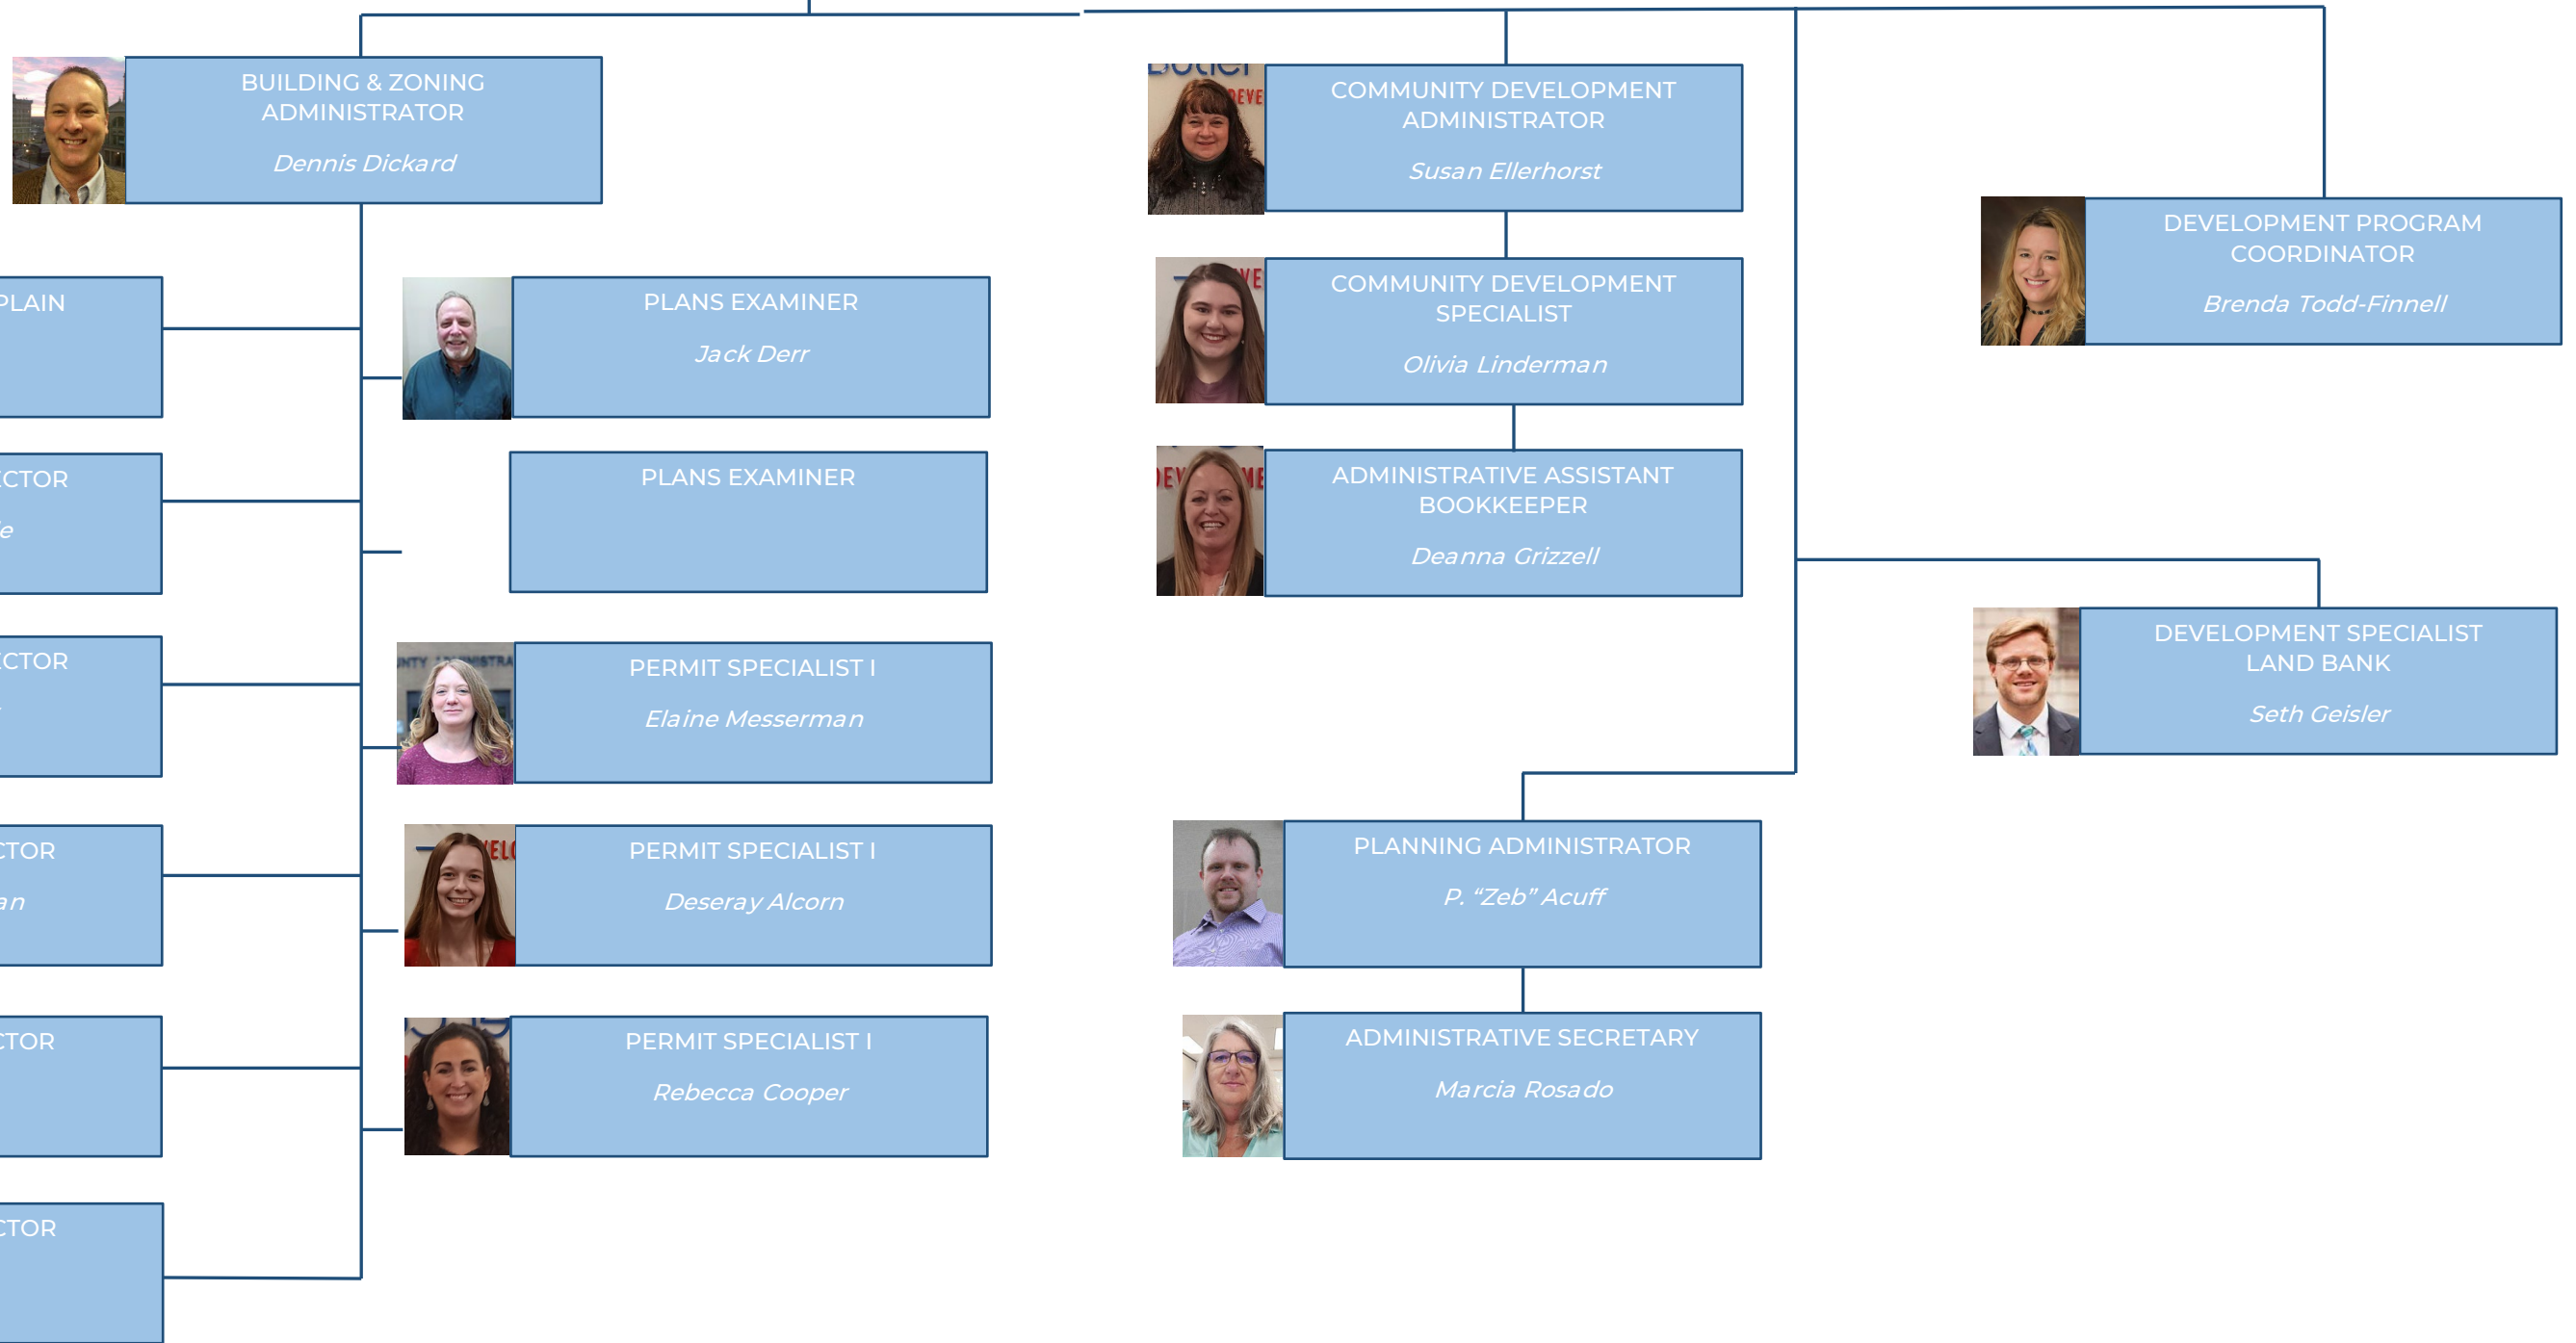 BUILDING & ZONING
ADMINISTRATOR
Dennis Dickard
PLAIN
CTOR
CTOR
CTOR
an
CTOR
CTOR
PLANS EXAMINER
Jack Derr
PLANS EXAMINER
PERMIT SPECIALIST I
Elaine Messerman
PERMIT SPECIALIST I
Deseray Alcorn
PERMIT SPECIALIST I
Rebecca Cooper
COMMUNITY DEVELOPMENT
ADMINISTRATOR
Susan Ellerhorst
COMMUNITY DEVELOPMENT
SPECIALIST
Olivia Linderman
ADMINISTRATIVE ASSISTANT
BOOKKEEPER
Deanna Grizzell
PLANNING ADMINISTRATOR
P. “Zeb” Acuff
ADMINISTRATIVE SECRETARY
Marcia Rosado
DEVELOPMENT PROGRAM
COORDINATOR
Brenda Todd-Finnell
DEVELOPMENT SPECIALIST
LAND BANK
Seth Geisler